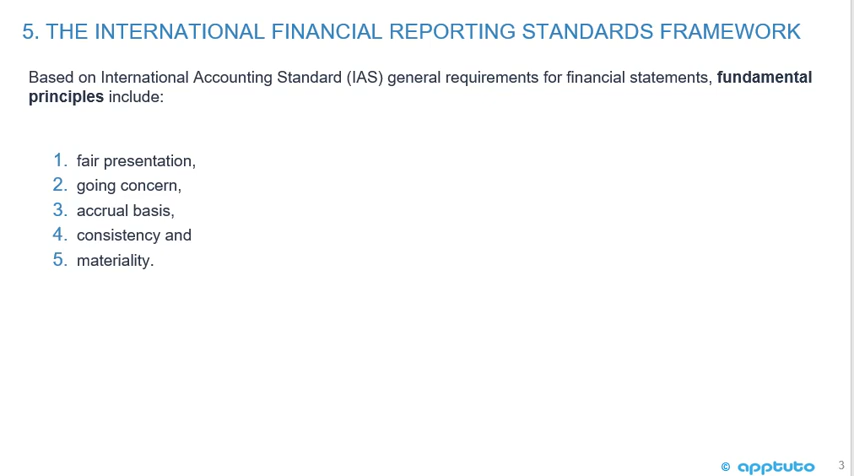 5. THE INTERNATIONAL FINANCIAL REPORTING STANDARDS FRAMEWORK
Based on International Accounting Standard (IAS) general requirements for financial statements, fundamental
principles include:
1. fair presentation,
2. going concern,
3. accrual basis,
4. consistency and
5. materiality.
© apptuto 3